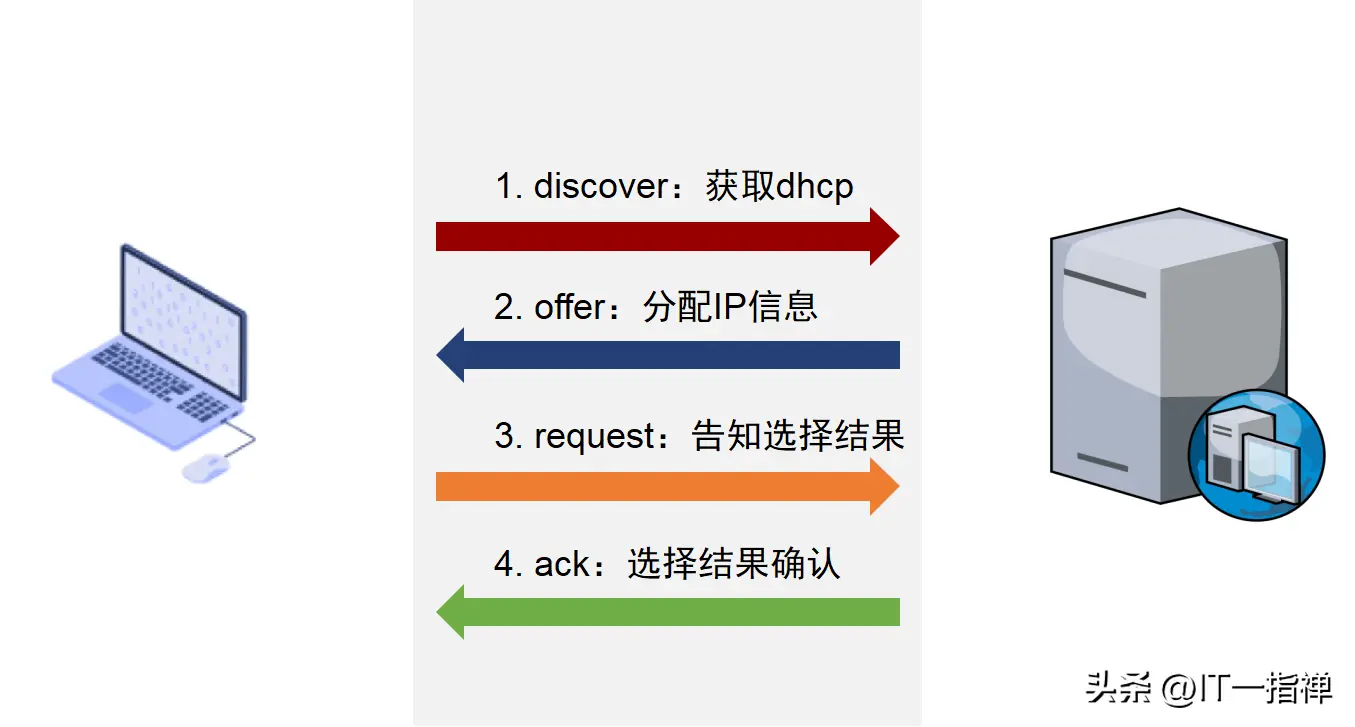 1. discover：获取dhcp
2. offer：分配IP信息
3. request：告知选择结果
4. ack：选择结果确认
头条 @IT一指禅